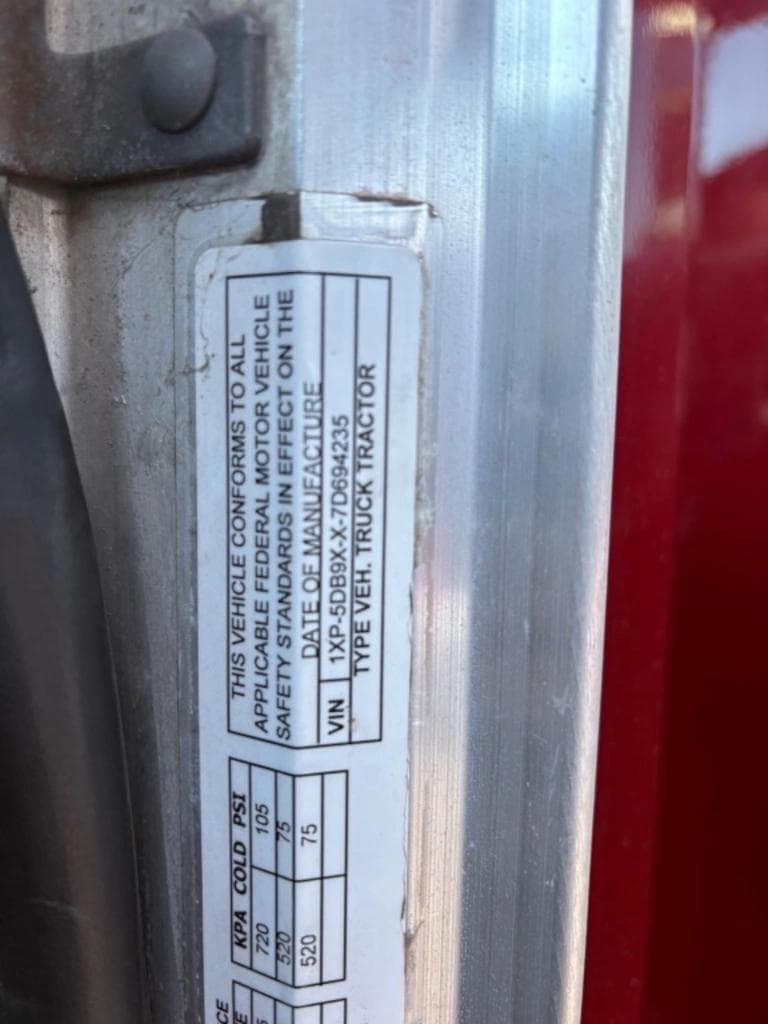 THIS VEHICLE CONFORMS TO ALL
APPLICABLE FEDERAL MOTOR VEHICLE
SAFETY STANDARDS IN EFFECT ON THE
DATE OF MANUFACTURE
VIN 1XP-5DB9X-X-7D694235
TYPE VEH. TRUCK TRACTOR
KPA COLD PSI
720 105
520 75
520 75